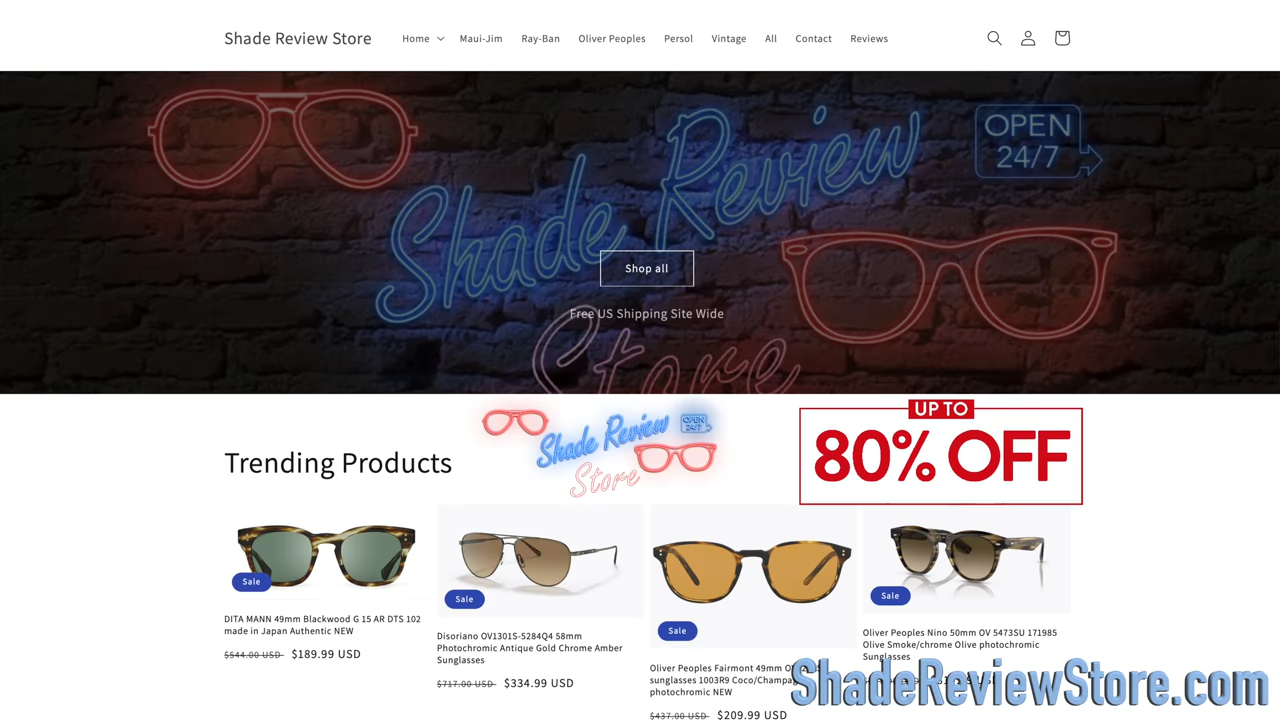 Shade Review Store
Home
Maui-Jim
Ray-Ban
Oliver Peoples
Persol
Vintage
All
Contact
Reviews
OPEN
24/7
Shade Review
Store
Shop all
Free US Shipping Site Wide
Trending Products
OPEN
24/7
Shade Review
Store
UP TO
80% OFF
Sale
Sale
Sale
Sale
DITA MANN 49mm Blackwood G 15 AR DTS 102
made in Japan Authentic NEW
$544.00 USD $189.99 USD
Disoriano OV1301S-5284Q4 58mm
Photochromic Antique Gold Chrome Amber
Sunglasses
$717.00 USD $334.99 USD
Oliver Peoples Fairmont 49mm
sunglasses 1003R9
photochromic NEW
$437.00 USD $209.99 USD
Oliver Peoples Nino 50mm OV 5473SU 171985
Olive Smoke/chrome Olive photochromic
Sunglasses
ShadeReviewStore.com